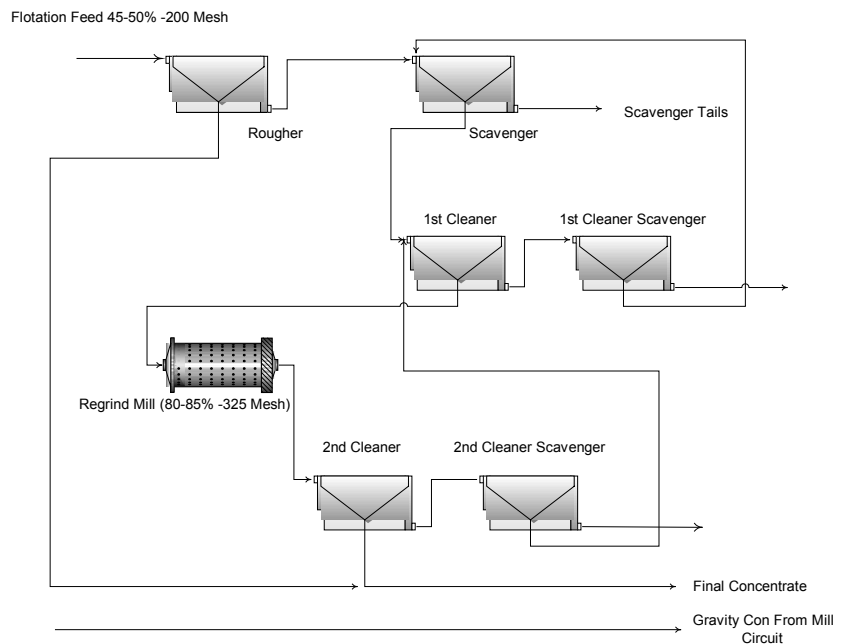 Flotation Feed 45-50% -200 Mesh
Rougher
Scavenger
Scavenger Tails
1st Cleaner
1st Cleaner Scavenger
Regrind Mill (80-85% -325 Mesh)
2nd Cleaner
2nd Cleaner Scavenger
Final Concentrate
Gravity Con From Mill
Circuit